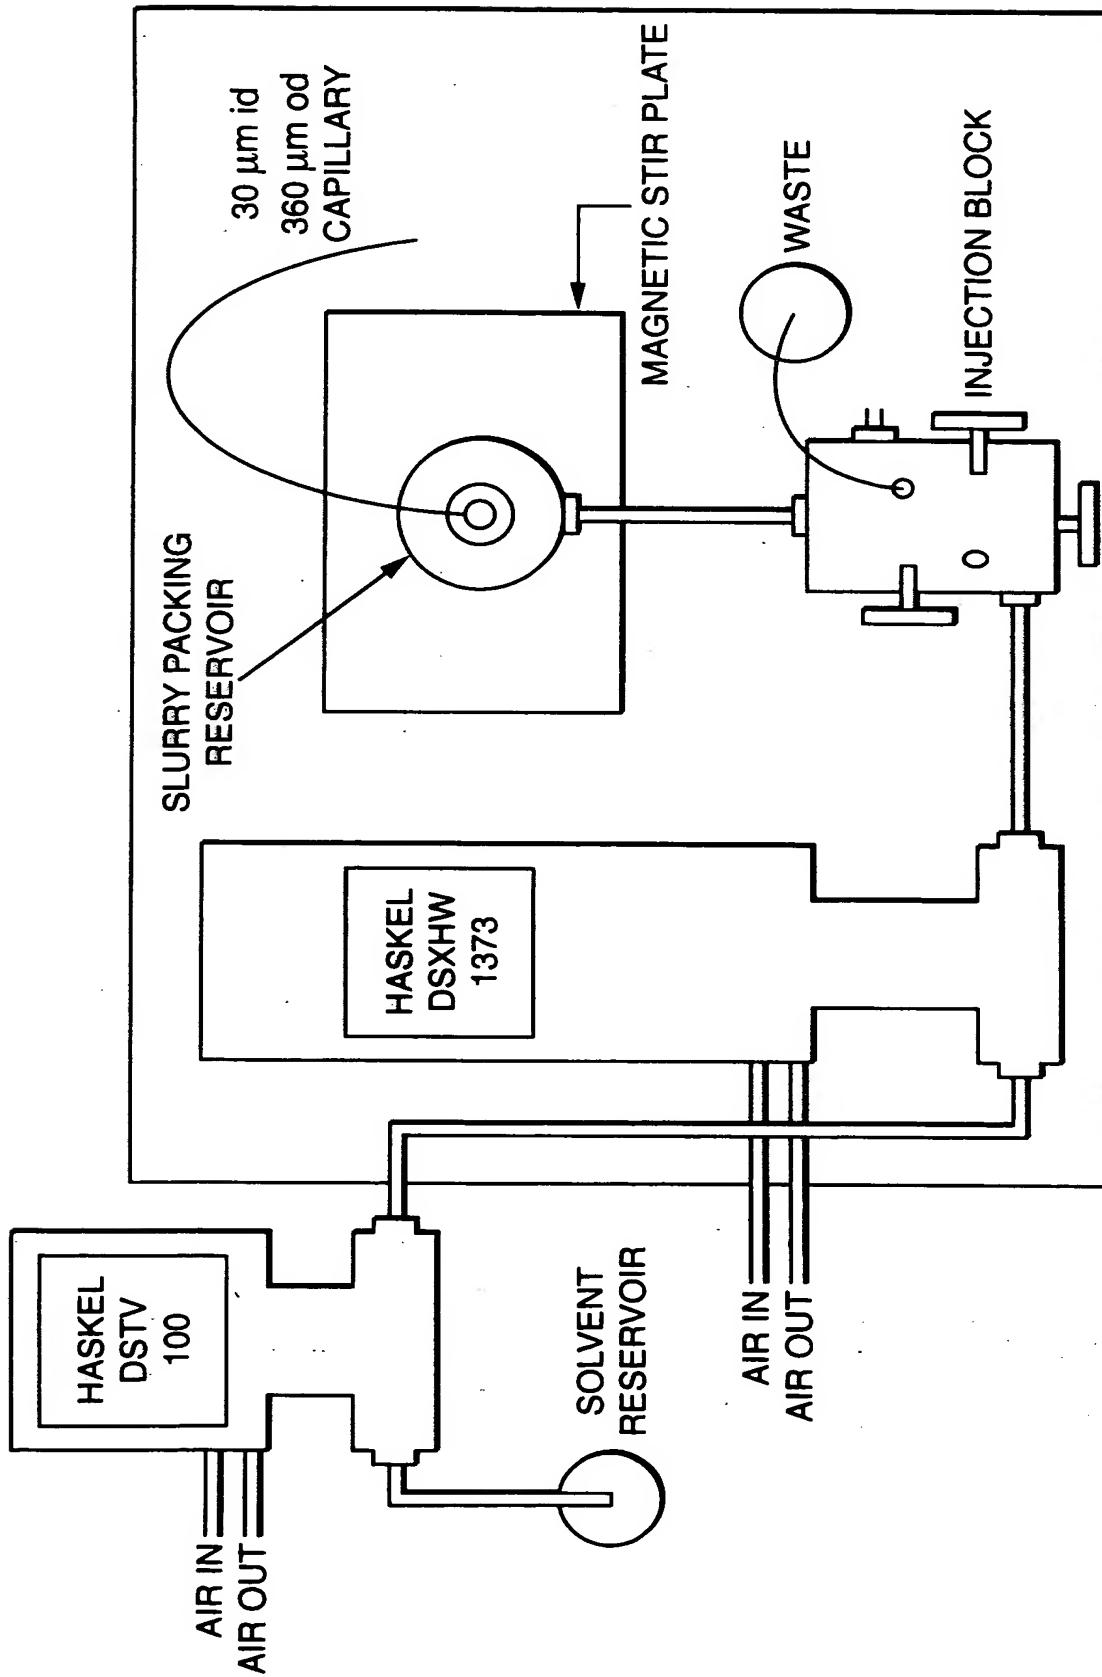 HASKEL
DSTV
100
AIR IN
AIR OUT
SOLVENT
RESERVOIR
HASKEL
DSXHW
1373
AIR IN
AIR OUT
SLURRY PACKING
RESERVOIR
30 µm id
360 µm od
CAPILLARY
MAGNETIC STIR PLATE
WASTE
INJECTION BLOCK